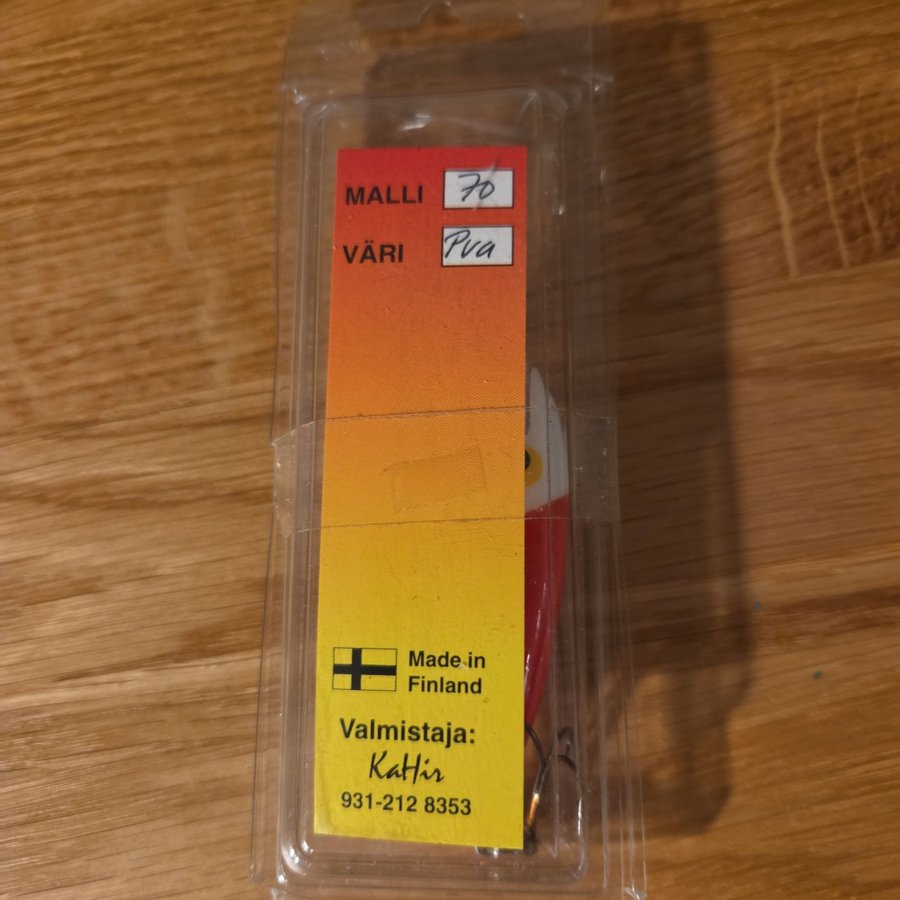 MALLI 70
VÄRI Pva
Made in
Finland
Valmistaja:
KaHir
931-212 8353